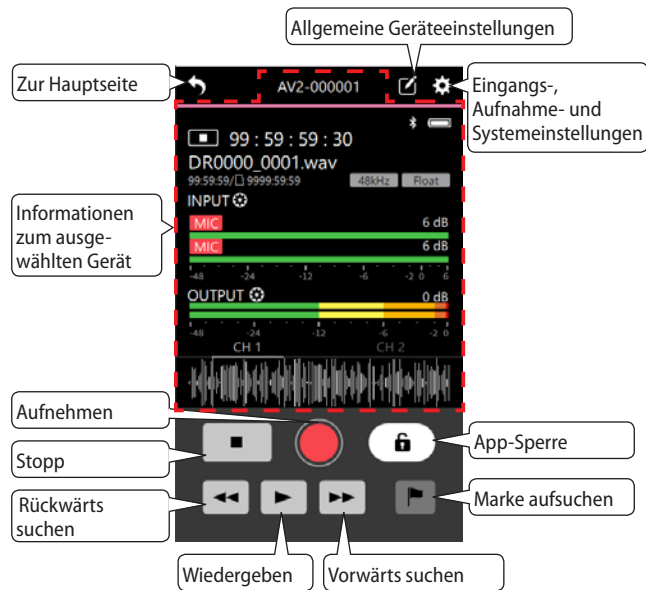 Allgemeine Geräteeinstellungen
Zur Hauptseite
AV2-000001
Eingangs-,
Aufnahme- und
Systemeinstellungen
99 : 59 : 59 : 30
DR0000_0001.wav
99:59:59/ 9999:59:59
48kHz Float
INPUT
Informationen
zum ausge-
wählten Gerät
MIC 6 dB
MIC 6 dB
-48 -24 -12 -6 -2 0 6
OUTPUT 0 dB
-48 -24 -12 -6 -2 0
CH 1 CH 2
Aufnehmen
Stopp
App-Sperre
Rückwärts
suchen
Marke aufsuchen
Wiedergeben
Vorwärts suchen